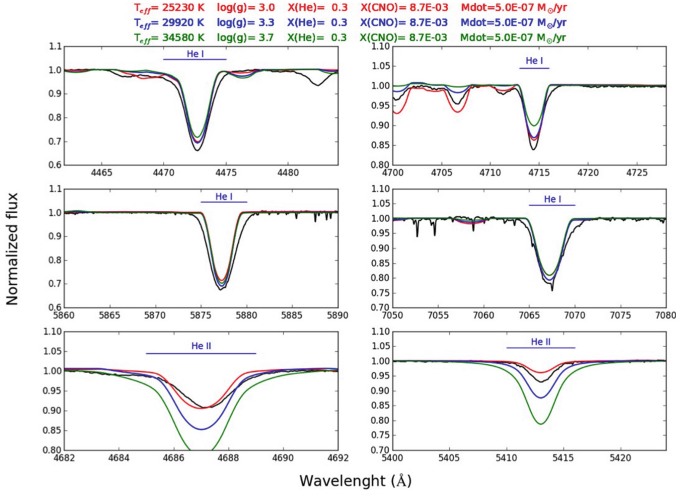 T_eff= 25230 K log(g)= 3.0 X(He)= 0.3 X(CNO)= 8.7E-03 Mdot=5.0E-07 M⊙/yr
T_eff= 29920 K log(g)= 3.3 X(He)= 0.3 X(CNO)= 8.7E-03 Mdot=5.0E-07 M⊙/yr
T_eff= 34580 K log(g)= 3.7 X(He)= 0.3 X(CNO)= 8.7E-03 Mdot=5.0E-07 M⊙/yr
Normalized flux
He I
1.1
1.0
0.9
0.8
0.7
0.6
4465 4470 4475 4480
He I
1.10
1.05
1.00
0.95
0.90
0.85
0.80
4700 4705 4710 4715 4720 4725
He I
1.1
1.0
0.9
0.8
0.7
0.6
5860 5865 5870 5875 5880 5885 5890
He I
1.10
1.05
1.00
0.95
0.90
0.85
0.80
0.75
0.70
7050 7055 7060 7065 7070 7075 7080
He II
1.10
1.05
1.00
0.95
0.90
0.85
0.80
4682 4684 4686 4688 4690 4692
He II
1.10
1.05
1.00
0.95
0.90
0.85
0.80
0.75
0.70
5400 5405 5410 5415 5420
Wavelenght (Å)